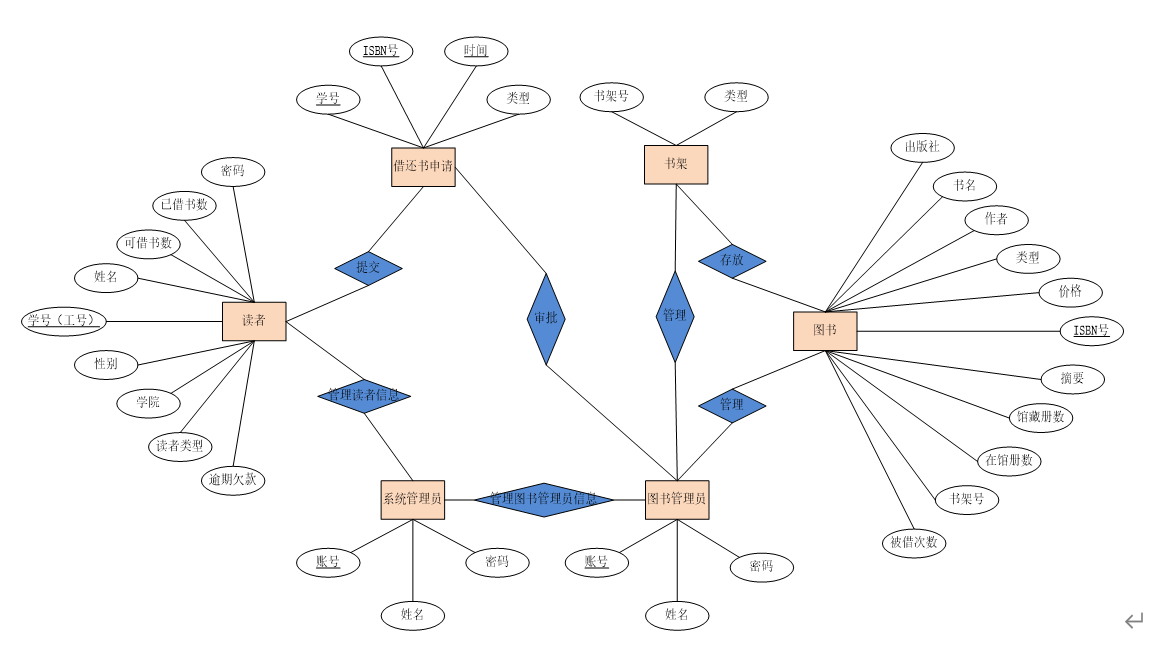 ISBN号
时间
学号
类型
书架号
类型
借还书申请
书架
出版社
书名
作者
类型
价格
ISBN号
摘要
馆藏册数
在馆册数
书架号
被借次数
图书
密码
已借书数
可借书数
姓名
学号（工号）
性别
学院
读者类型
逾期欠款
读者
提交
审批
管理
存放
管理
管理读者信息
系统管理员
管理图书管理员信息
图书管理员
账号
姓名
密码
账号
姓名
密码